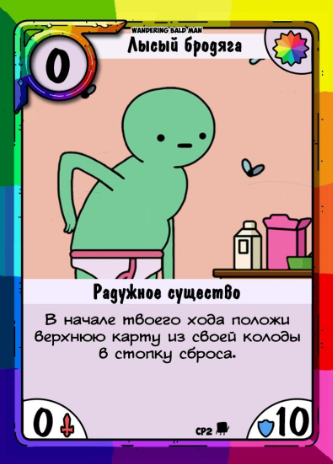 WANDERING BALD MAN
Лысый бродяга
0
Радужное существо
В начале твоего хода положи
верхнюю карту из своей колоды
в стопку сброса.
0
CP2
10